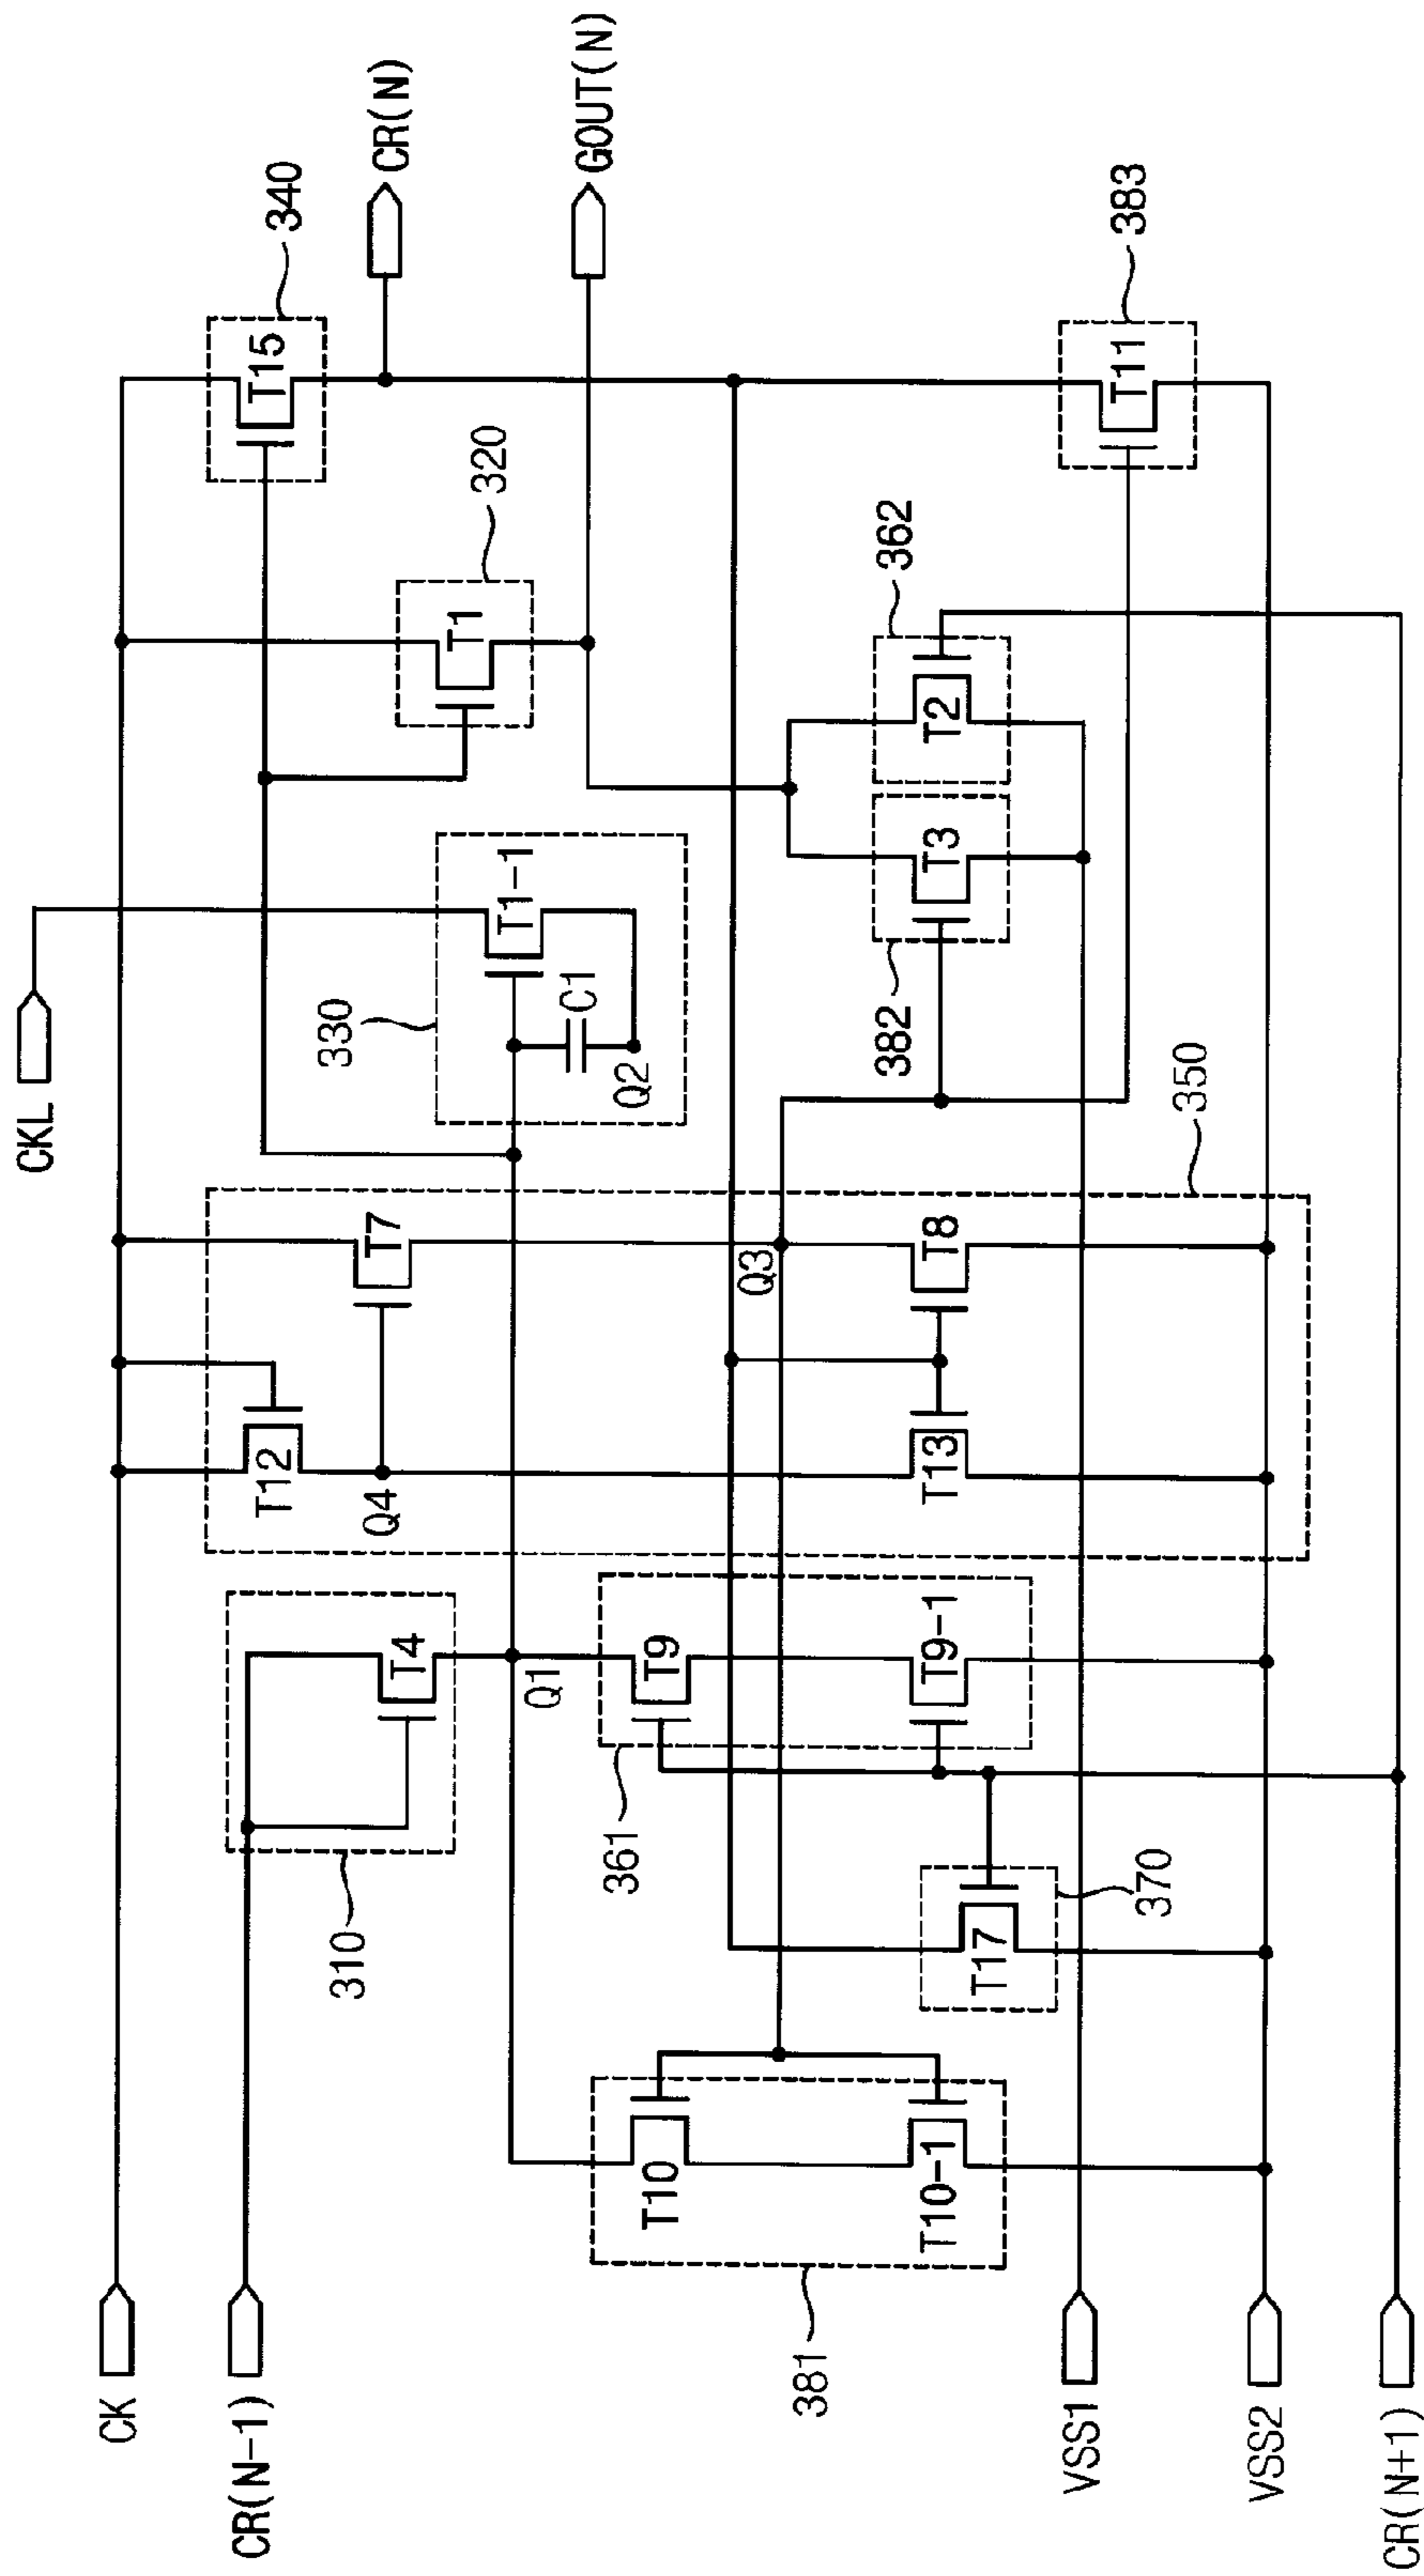 CK
CR(N-1)
VSS1
VSS2
CR(N+1)
CKL
CR(N)
GOUT(N)
310
T4
Q1
381
T10
T10-1
370
T17
361
T9
T9-1
350
T12
Q4
T7
Q3
T13
T8
330
C1
T1-1
Q2
320
T1
340
T15
382
T3
362
T2
383
T11